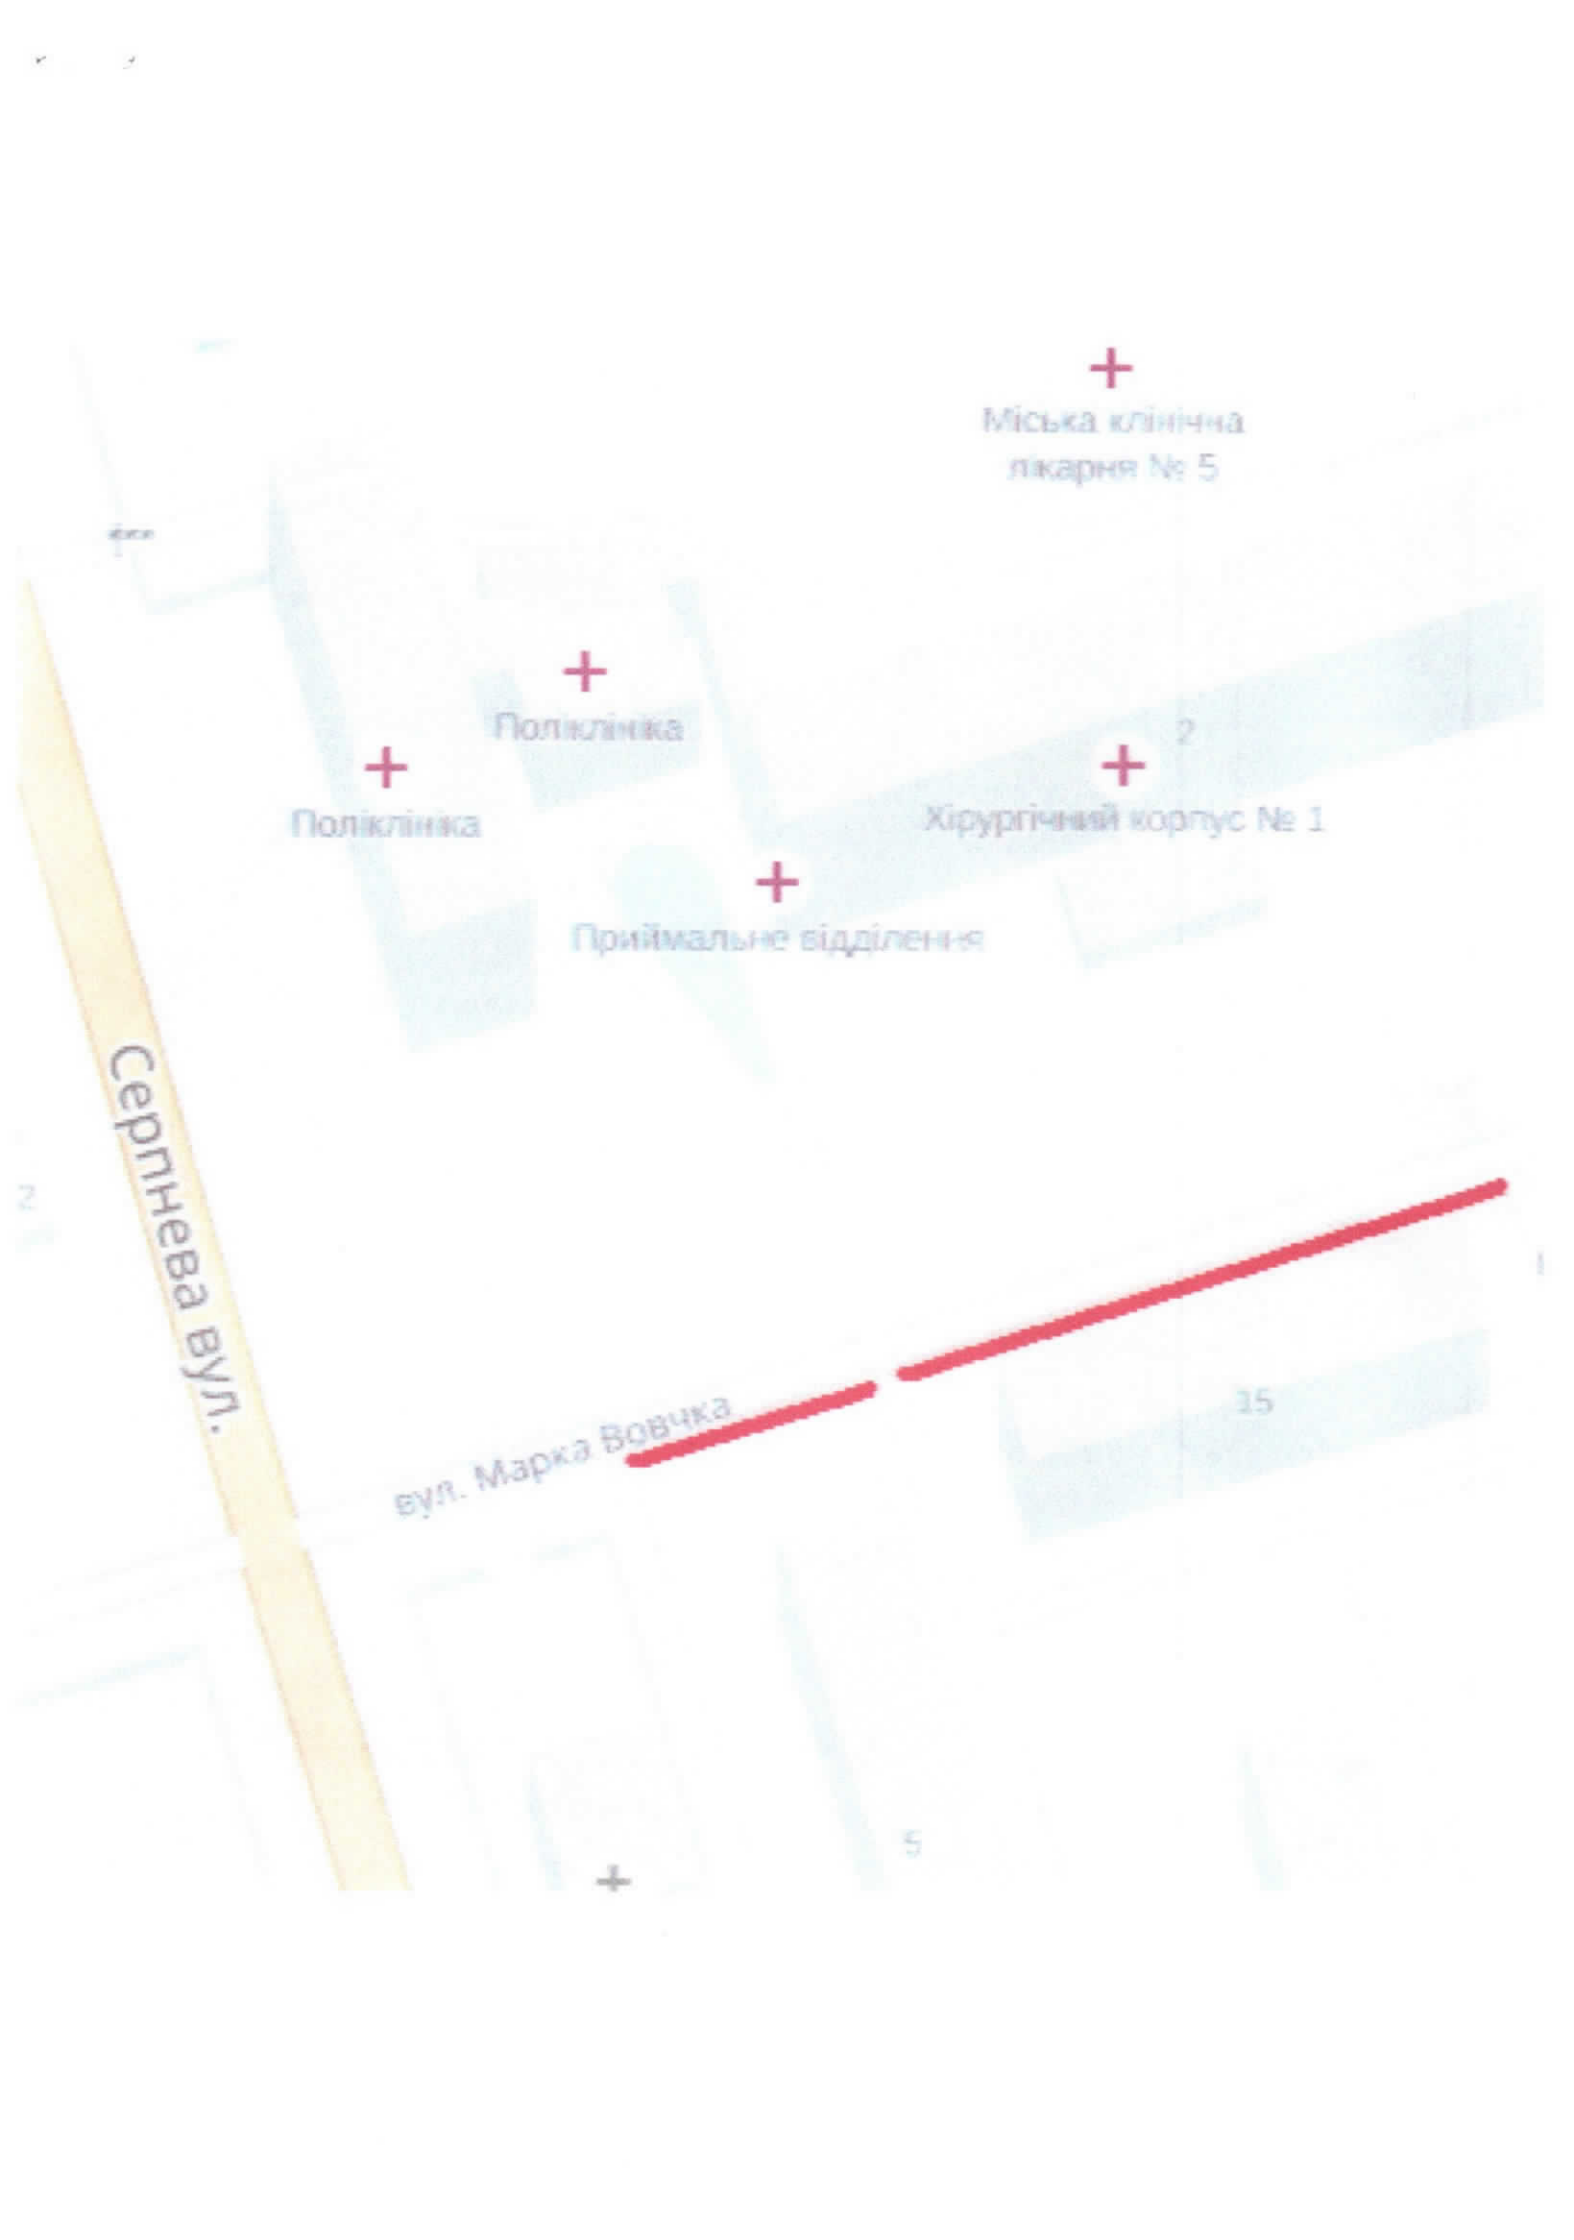 Міська клінічна
лікарня № 5
Поліклініка
2
Поліклініка
Хірургічний корпус № 1
Приймальне відділення
Серпнева вул.
2
15
вул. Марка Вовчка
5